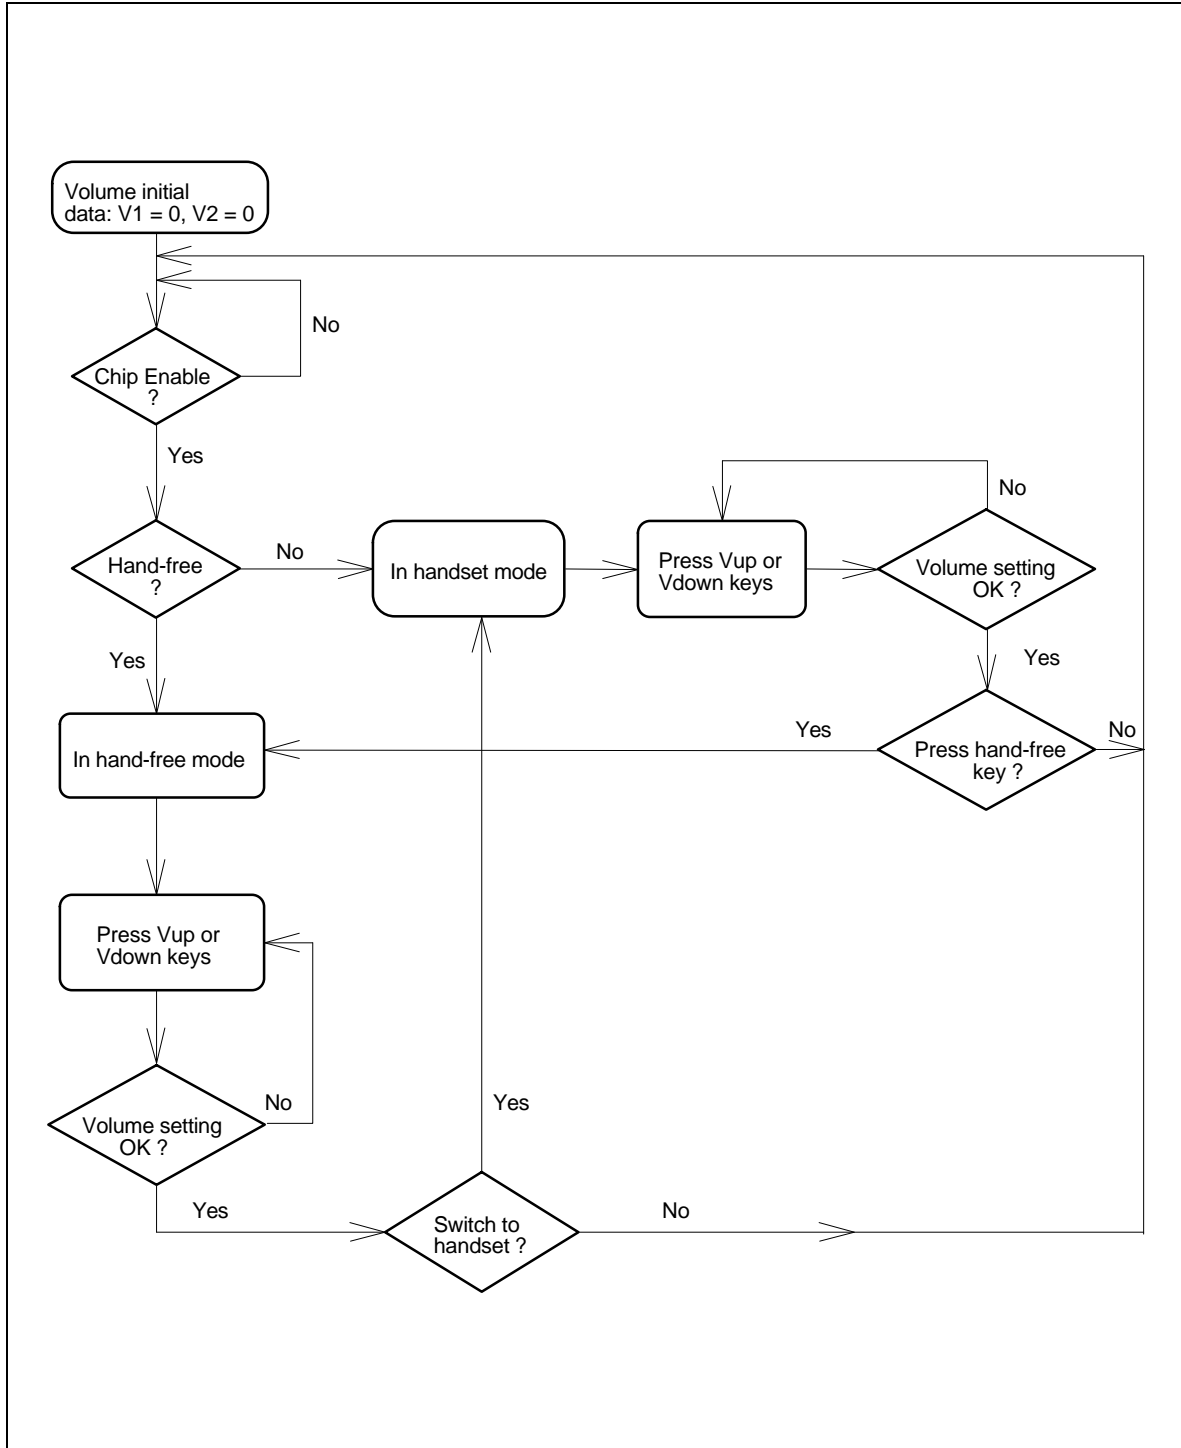 Volume initial
data: V1 = 0, V2 = 0
No
Chip Enable
?
Yes
No
Hand-free
?
No
In handset mode
Press Vup or
Vdown keys
Volume setting
OK ?
Yes
Yes
Yes
No
In hand-free mode
Press hand-free
key ?
Press Vup or
Vdown keys
No
Yes
Volume setting
OK ?
Yes
No
Switch to
handset ?